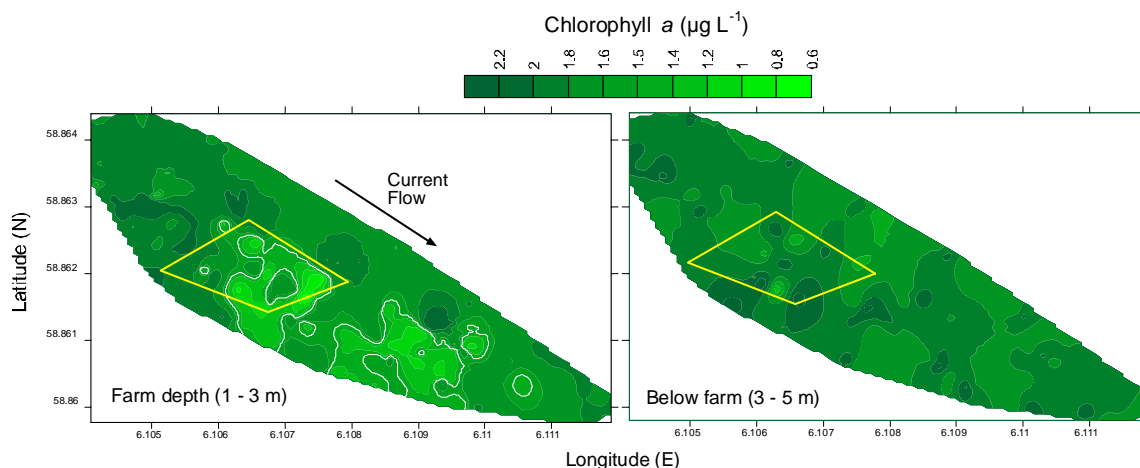 Chlorophyll a (µg L⁻¹)
2.2 2 1.8 1.6 1.5 1.4 1.2 1 0.8 0.6
Latitude (N)
58.864
58.863
58.862
58.861
58.86
Current
Flow
Farm depth (1 - 3 m)
Below farm (3 - 5 m)
6.105 6.106 6.107 6.108 6.109 6.11 6.111
6.105 6.106 6.107 6.108 6.109 6.11 6.111
Longitude (E)